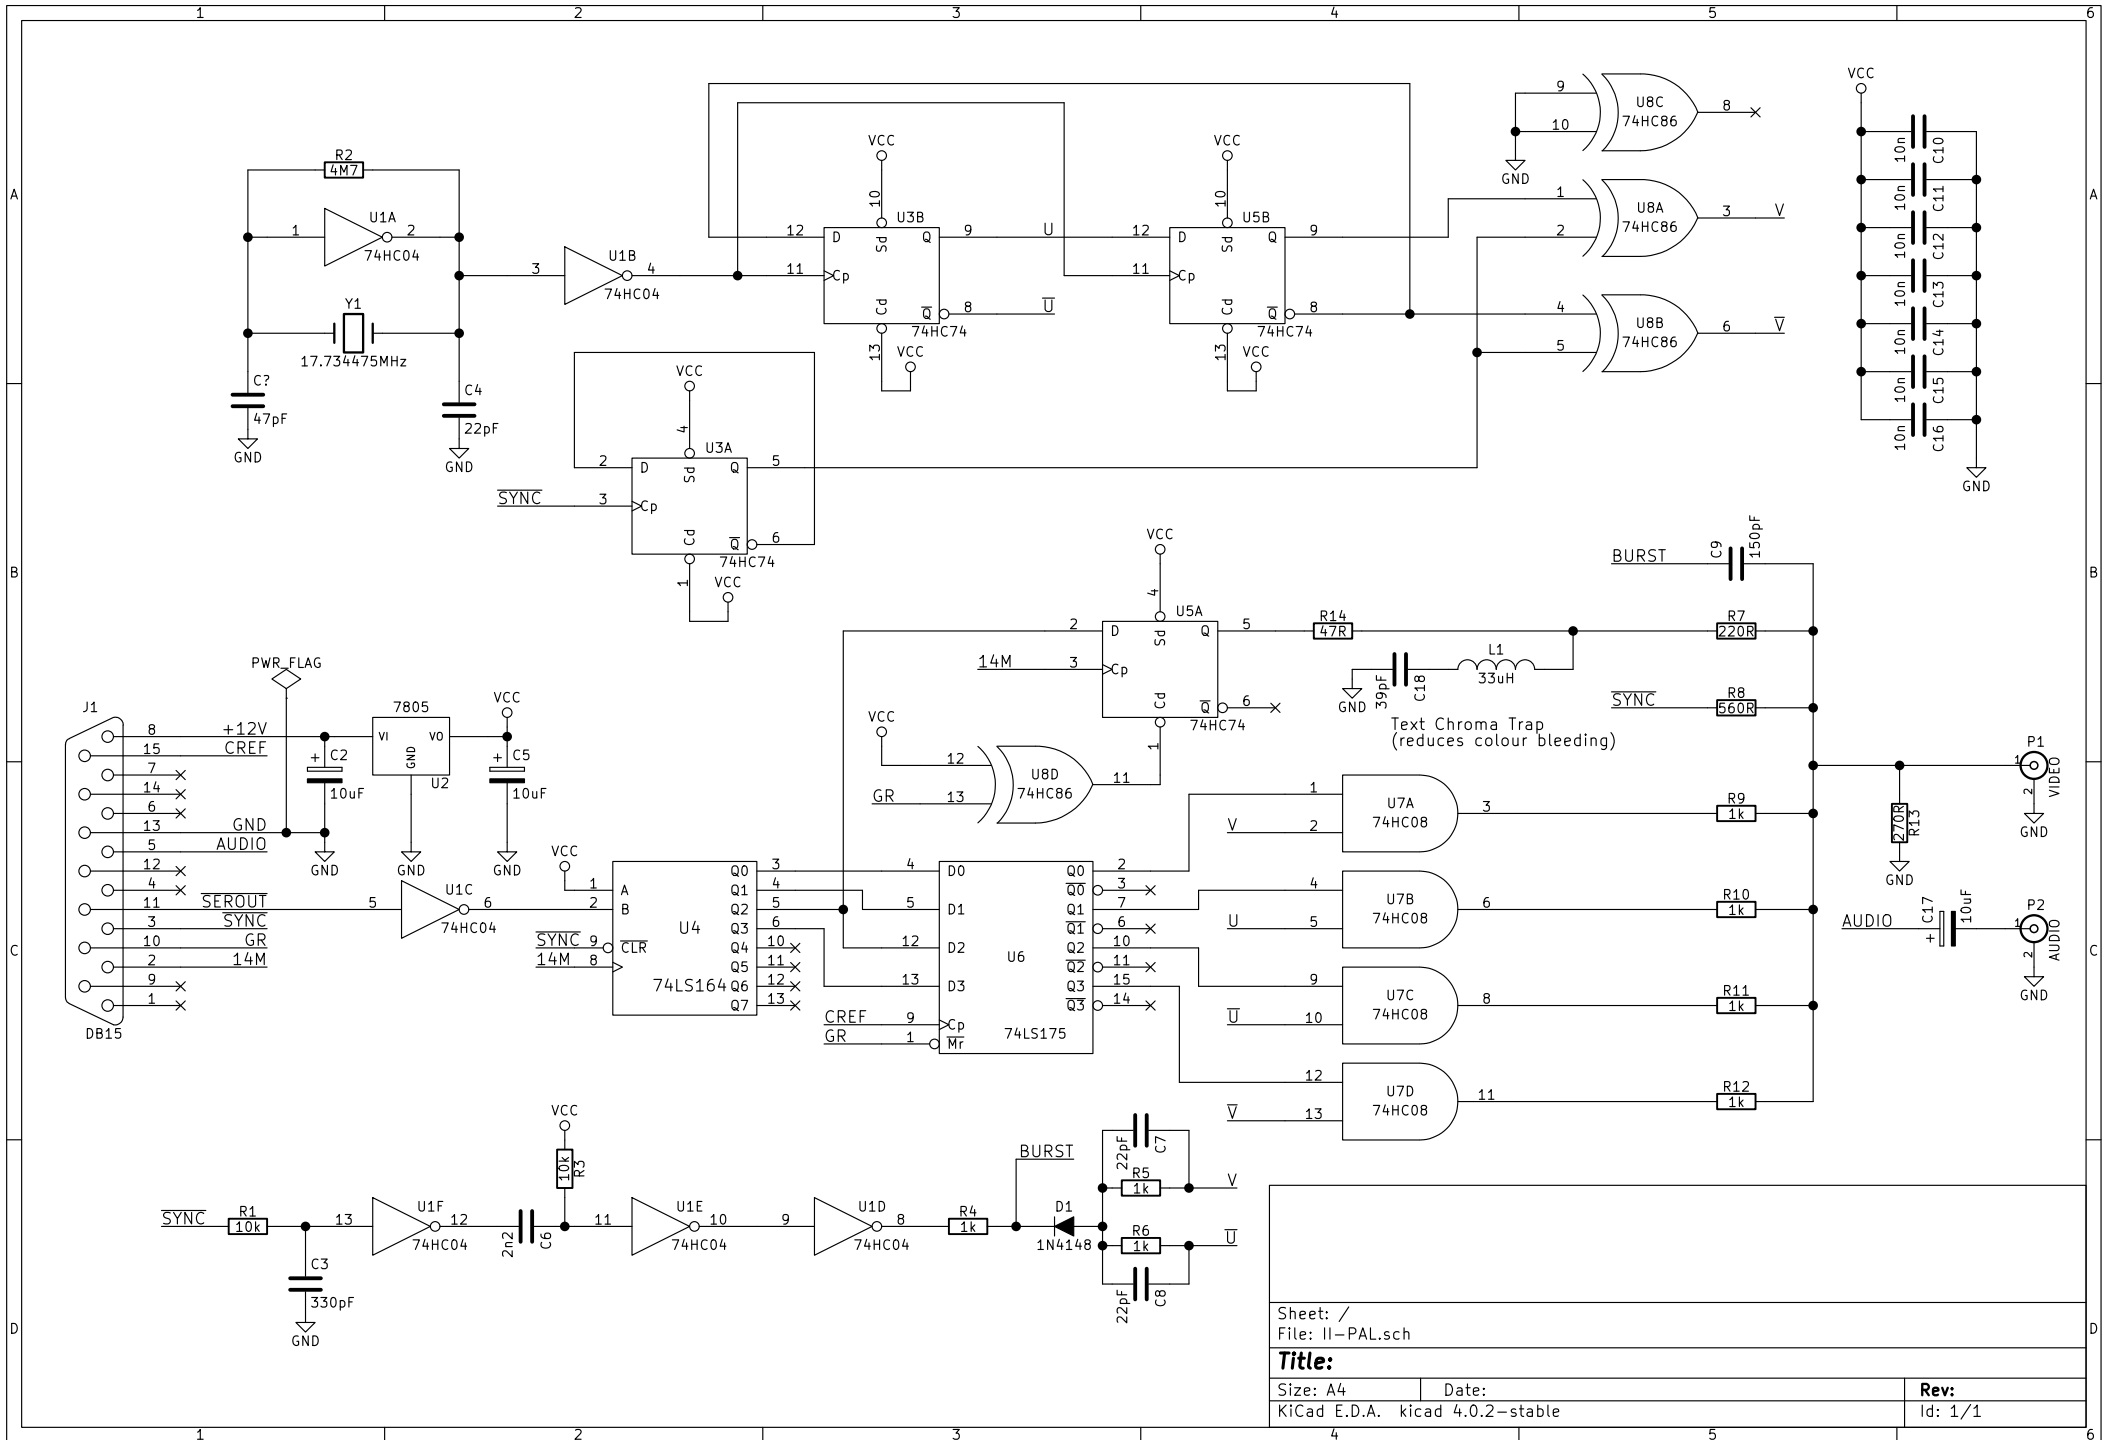 1 2 3 4 5 6
A
B
C
D
R2
4M7
U1A
74HC04
1
2
Y1
17.734475MHz
C?
47pF
GND
C4
22pF
GND
3
U1B
4
74HC04
VCC
10
U3B
12 D Sd Q 9 U
11 Cp
Cd Q 8 U
74HC74
13
VCC
VCC
10
U5B
12 D Sd Q 9
11 Cp
Cd Q 8
74HC74
13
VCC
9
10
U8C
74HC86
8
GND
1
2
U8A
74HC86
3 V
4
5
U8B
74HC86
6 V
VCC
10n C10
10n C11
10n C12
10n C13
10n C14
10n C15
10n C16
GND
VCC
4
U3A
2 D Sd Q 5
SYNC 3 Cp
Cd Q 6
74HC74
1
VCC
VCC
4
U5A
2 D Sd Q 5
14M 3 Cp
Cd Q 6
74HC74
1
R14
47R
L1
33uH
39pF C18
GND
Text Chroma Trap
(reduces colour bleeding)
BURST C9 150pF
R7
220R
SYNC R8
560R
VCC
12
GR 13
U8D
74HC86
11
PWR_FLAG
J1
8 +12V
15 CREF
7
14
6
13 GND
5 AUDIO
12
4
11 SEROUT
3 SYNC
10 GR
2 14M
9
1
DB15
C2
10uF
GND
7805
VI VO
GND
U2
GND
VCC
C5
10uF
GND
5
U1C
6
74HC04
VCC
1 A
2 B
SYNC 9 CLR
14M 8
U4
74LS164
Q0 3
Q1 4
Q2 5
Q3 6
Q4 10
Q5 11
Q6 12
Q7 13
4 D0
5 D1
12 D2
13 D3
CREF 9 Cp
GR 1 Mr
U6
74LS175
Q0 2
Q0 3
Q1 7
Q1 6
Q2 10
Q2 11
Q3 15
Q3 14
1
V 2
U7A
74HC08
3
R9
1k
4
U 5
U7B
74HC08
6
R10
1k
9
U 10
U7C
74HC08
8
R11
1k
12
V 13
U7D
74HC08
11
R12
1k
270R R13
GND
P1
1
2
VIDEO
GND
AUDIO C17 10uF
P2
1
2
AUDIO
GND
SYNC R1
10k
C3
330pF
GND
13
U1F
12
74HC04
2n2 C6
VCC
10k R3
11
U1E
10
74HC04
9
U1D
8
74HC04
R4
1k
BURST
D1
1N4148
22pF C7
R5
1k
V
R6
1k
U
22pF C8
Sheet: /
File: II-PAL.sch
Title:
Size: A4 Date: Rev:
KiCad E.D.A. kicad 4.0.2-stable Id: 1/1
A
B
C
D
1 2 3 4 5 6